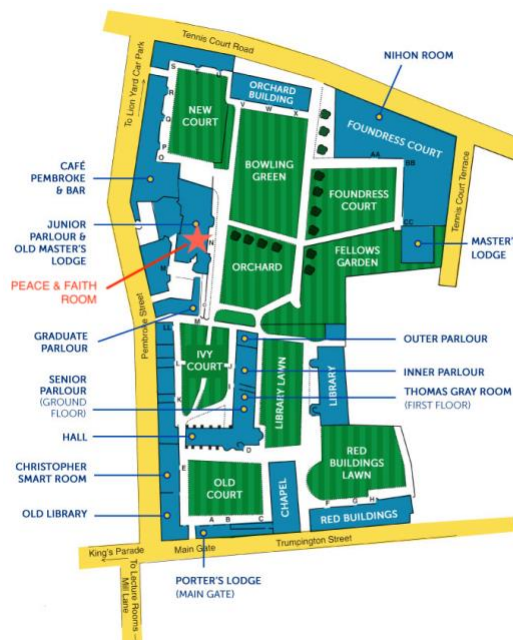 Tennis Court Road
To Lion Yard Car Park
NIHON ROOM
S
T
U
R
Q
P
O
NEW
COURT
ORCHARD
BUILDING
V
W
X
FOUNDRESS COURT
AA
BB
CC
CAFÉ
PEMBROKE
& BAR
BOWLING
GREEN
FOUNDRESS
COURT
Tennis Court Terrace
JUNIOR
PARLOUR &
OLD MASTER'S
LODGE
N
PEACE & FAITH
ROOM
ORCHARD
FELLOWS
GARDEN
MASTER'S
LODGE
M
Pembroke Street
GRADUATE
PARLOUR
M
LL
IVY
COURT
L
J
I
K
OUTER PARLOUR
INNER PARLOUR
SENIOR
PARLOUR
(GROUND
FLOOR)
LIBRARY LAWN
LIBRARY
THOMAS GRAY ROOM
(FIRST FLOOR)
HALL
D
RED
BUILDINGS
LAWN
CHRISTOPHER
SMART ROOM
E
OLD
COURT
CHAPEL
F
G
H
OLD LIBRARY
A
B
C
RED BUILDINGS
King's Parade
Main Gate
Trumpington Street
To Lecture Rooms
Mill Lane
PORTER'S LODGE
(MAIN GATE)